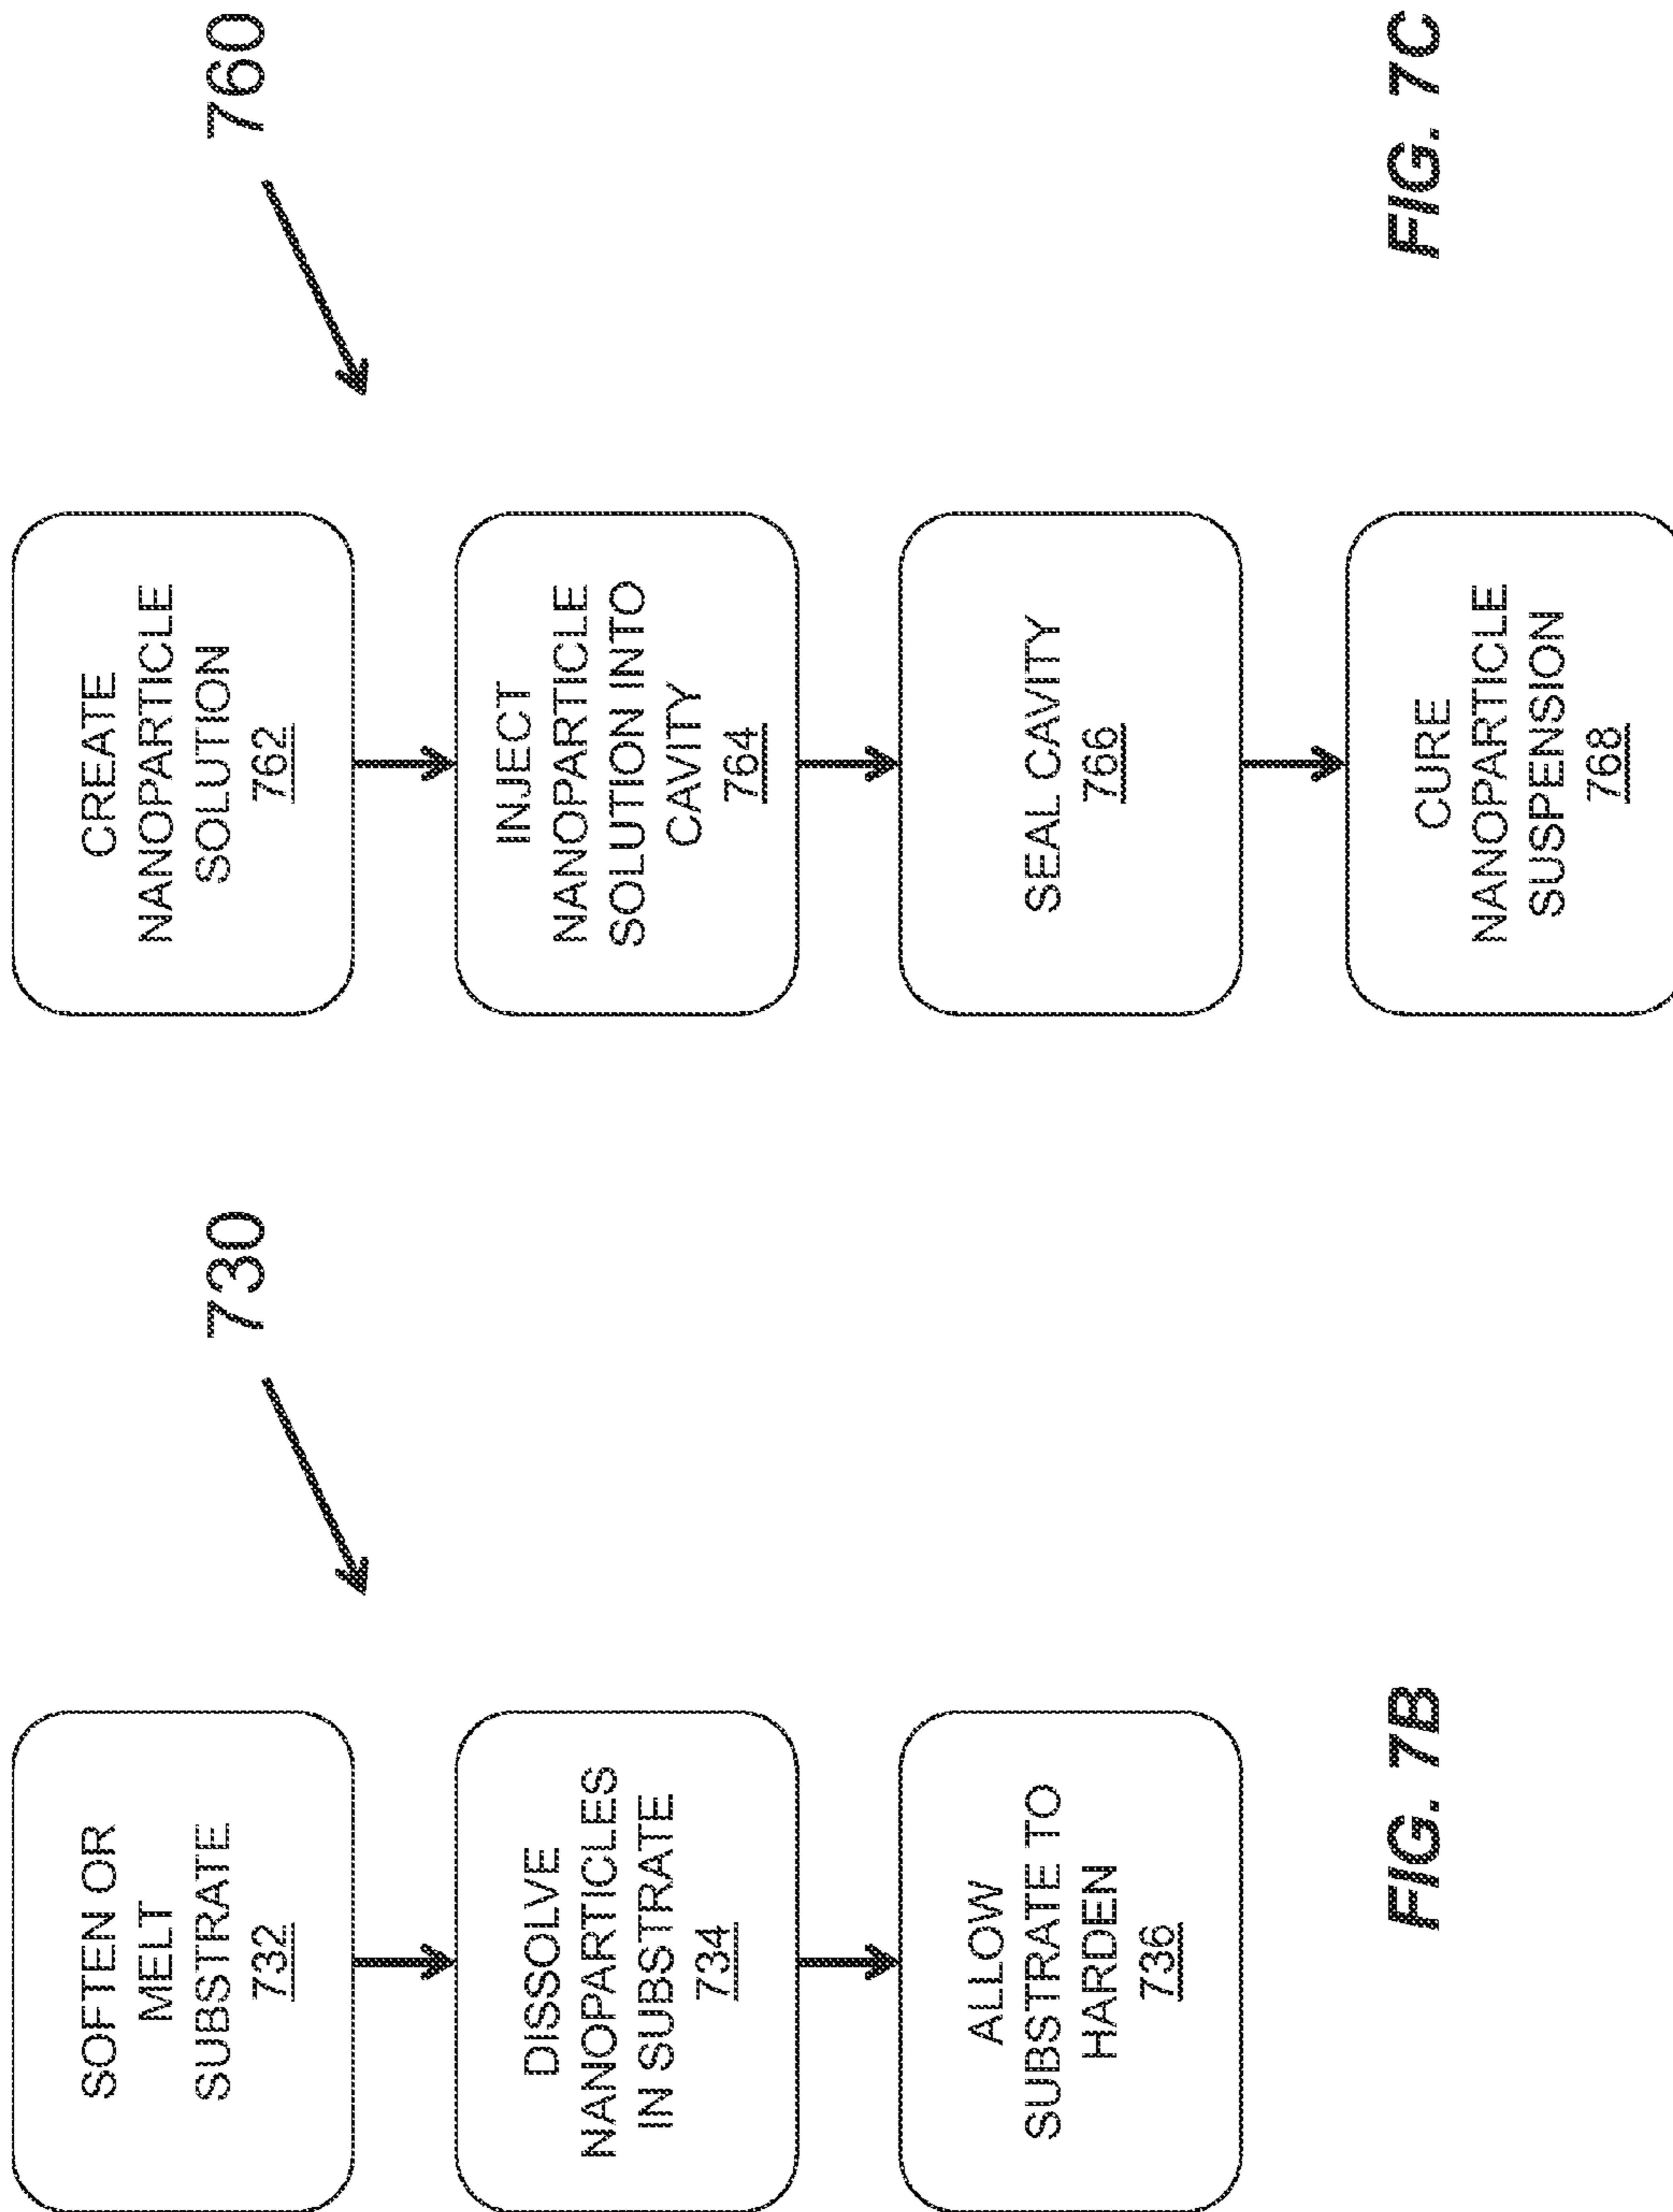 730
SOFTEN OR
MELT
SUBSTRATE
732
DISSOLVE
NANOPARTICLES
IN SUBSTRATE
734
ALLOW
SUBSTRATE TO
HARDEN
736
FIG. 7B
760
CREATE
NANOPARTICLE
SOLUTION
762
INJECT
NANOPARTICLE
SOLUTION INTO
CAVITY
764
SEAL CAVITY
766
CURE
NANOPARTICLE
SUSPENSION
768
FIG. 7C